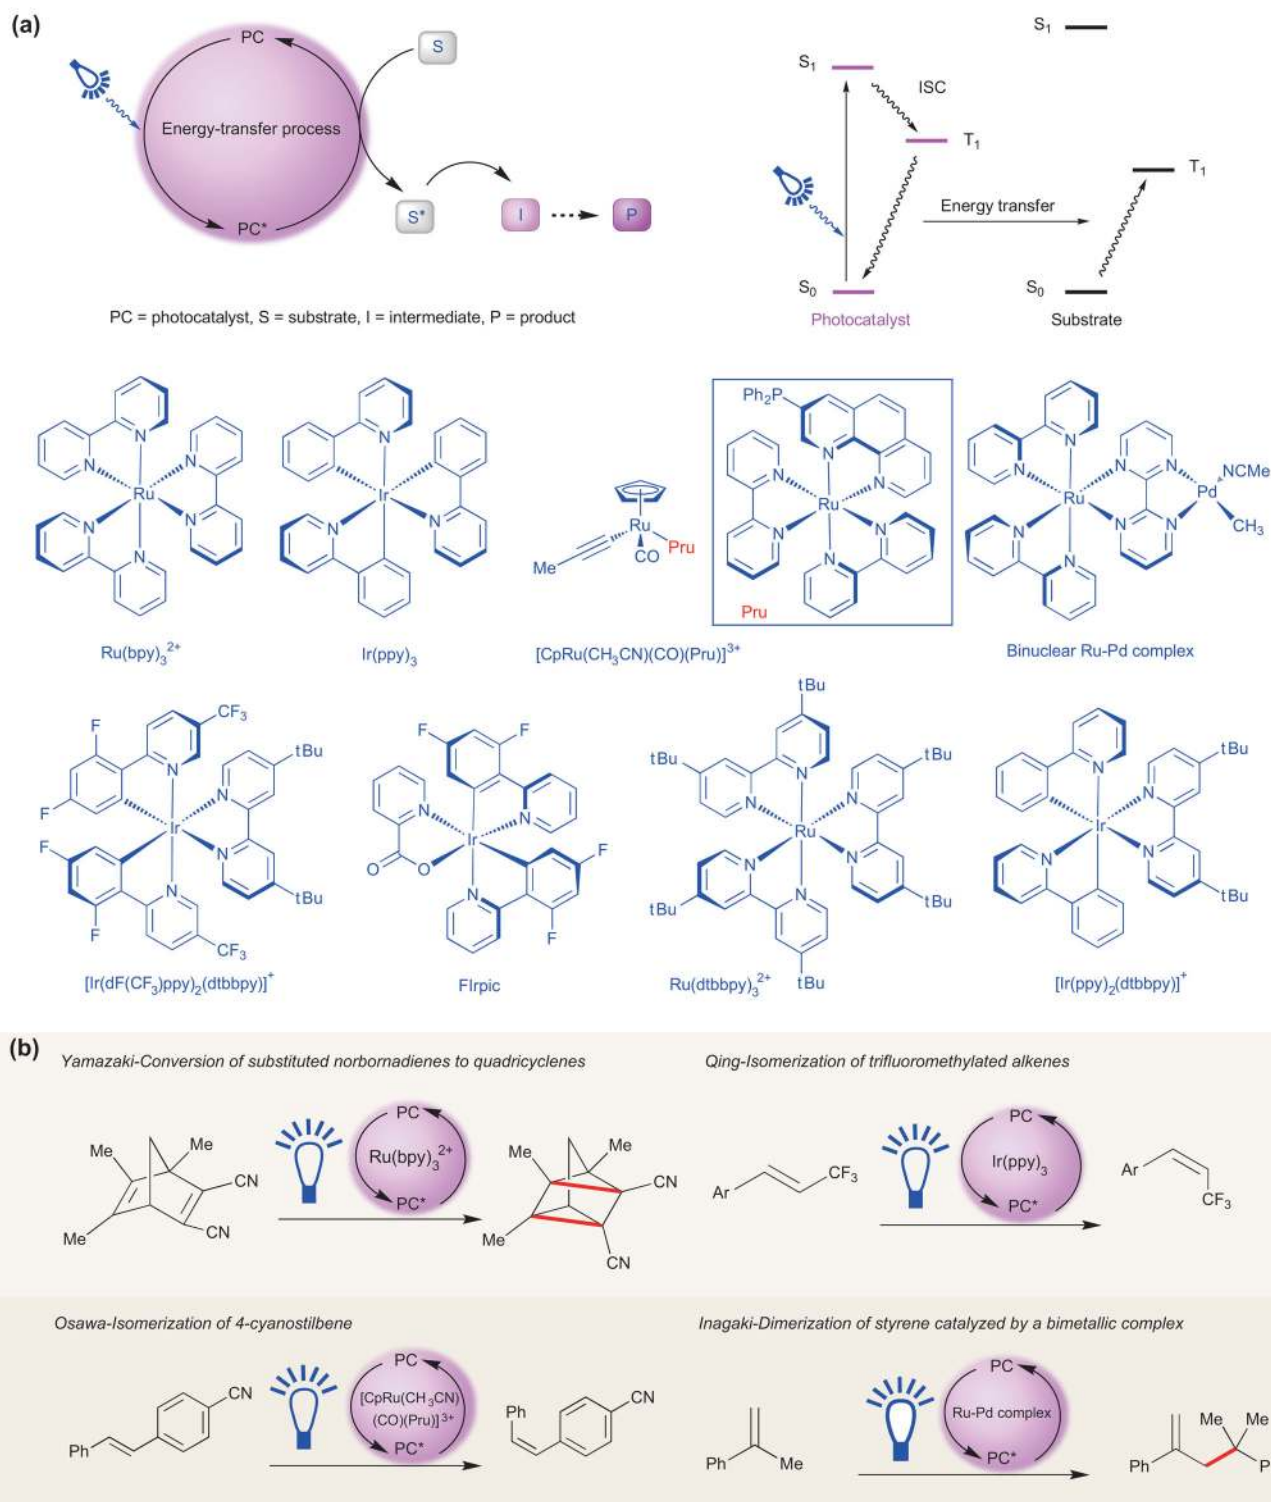 (a)
PC
S
Energy-transfer process
PC*
S*
I
P
PC = photocatalyst, S = substrate, I = intermediate, P = product
S₁
S₁
ISC
T₁
T₁
Energy transfer
S₀
S₀
Photocatalyst
Substrate
N
N
N
Ru
N
N
N
Ru(bpy)₃²⁺
N
Ir
N
N
Ir(ppy)₃
Ru
CO
Pru
Me
[CpRu(CH₃CN)(CO)(Pru)]³⁺
Ph₂P
N
N
N
Ru
N
N
N
Pru
N
N
N
N
NCMe
Ru
Pd
N
N
N
N
CH₃
Binuclear Ru-Pd complex
F
CF₃
tBu
N
N
F
Ir
F
N
N
tBu
F
CF₃
[Ir(dF(CF₃)ppy)₂(dtbbpy)]⁺
F
F
N
N
Ir
O
O
N
F
F
FIrpic
tBu
tBu
tBu
N
N
N
Ru
N
N
N
tBu
tBu
tBu
Ru(dtbbpy)₃²⁺
tBu
N
N
Ir
N
N
tBu
[Ir(ppy)₂(dtbbpy)]⁺
(b)
Yamazaki-Conversion of substituted norbornadienes to quadricyclenes
Me
Me
CN
CN
Me
PC
Ru(bpy)₃²⁺
PC*
Me
Me
CN
Me
CN
Qing-Isomerization of trifluoromethylated alkenes
Ar
CF₃
PC
Ir(ppy)₃
PC*
Ar
CF₃
Osawa-Isomerization of 4-cyanostilbene
CN
Ph
PC
[CpRu(CH₃CN)
(CO)(Pru)]³⁺
PC*
Ph
CN
Inagaki-Dimerization of styrene catalyzed by a bimetallic complex
Ph
Me
PC
Ru-Pd complex
PC*
Me
Me
Ph
P